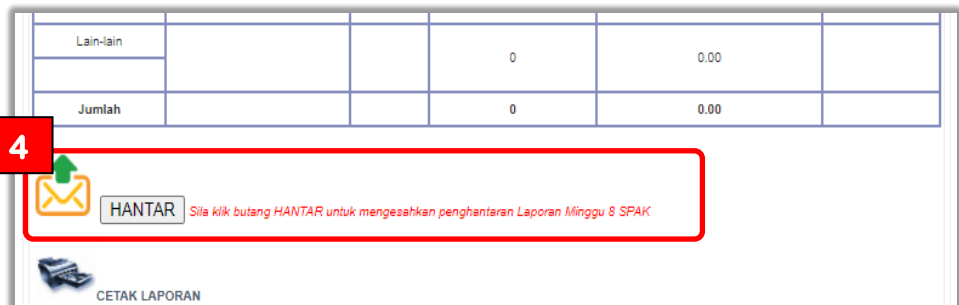 Lain-lain 0 0.00
Jumlah 0 0.00
4
HANTAR Sila klik butang HANTAR untuk mengesahkan penghantaran Laporan Minggu 8 SPAK
CETAK LAPORAN